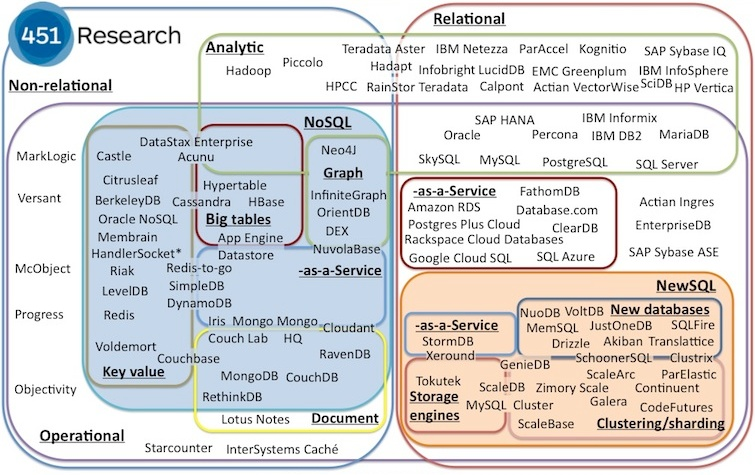 451 Research
Relational
Analytic
Teradata Aster IBM Netezza ParAccel Kognitio SAP Sybase IQ
Hadoop Piccolo Hadapt Infobright LucidDB EMC Greenplum IBM InfoSphere
HPCC RainStor Teradata Calpont Actian VectorWise SciDB HP Vertica
Non-relational
NoSQL
SAP HANA IBM Informix
Oracle Percona IBM DB2 MariaDB
SkySQL MySQL PostgreSQL SQL Server
MarkLogic
Versant
McObject
Progress
Objectivity
Operational
DataStax Enterprise
Castle Acunu
Citrusleaf
BerkeleyDB
Oracle NoSQL
Membrain
HandlerSocket*
Riak
LevelDB
Redis
Voldemort
Couchbase
Key value
Redis-to-go
SimpleDB
DynamoDB
Hypertable
Cassandra HBase
Big tables
App Engine
Datastore
Neo4J
Graph
InfiniteGraph
OrientDB
DEX
NuvolaBase
-as-a-Service
Iris Mongo Mongo Cloudant
Couch Lab HQ
RavenDB
MongoDB CouchDB
RethinkDB
Lotus Notes Document
Starcounter InterSystems Caché
-as-a-Service FathomDB
Amazon RDS Database.com
Postgres Plus Cloud ClearDB
Rackspace Cloud Databases
Google Cloud SQL SQL Azure
Actian Ingres
EnterpriseDB
SAP Sybase ASE
NewSQL
-as-a-Service
StormDB
Xeround
NuoDB VoltDB New databases
MemSQL JustOneDB SQLFire
Drizzle Akiban Translattice
SchoonerSQL Clustrix
GenieDB ScaleArc ParElastic
Tokutek ScaleDB Zimory Scale Continuent
Storage
engines
MySQL Cluster Galera CodeFutures
ScaleBase Clustering/sharding